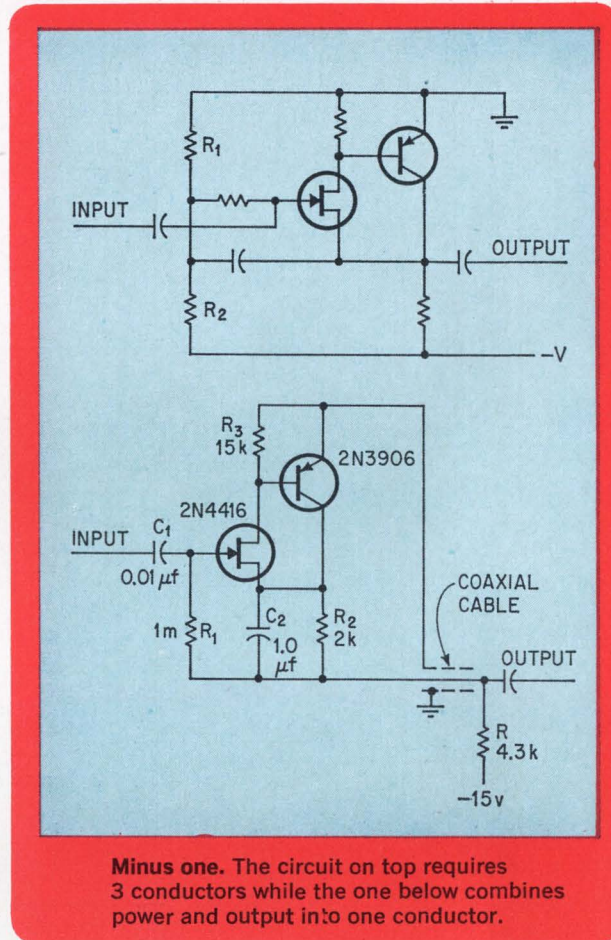 R1
INPUT
OUTPUT
R2
–V
R3
15k
2N3906
2N4416
INPUT
C1
0.01 µf
COAXIAL
CABLE
C2
1.0
µf
R2
2k
1m
R1
OUTPUT
R
4.3k
–15v
Minus one. The circuit on top requires
3 conductors while the one below combines
power and output into one conductor.